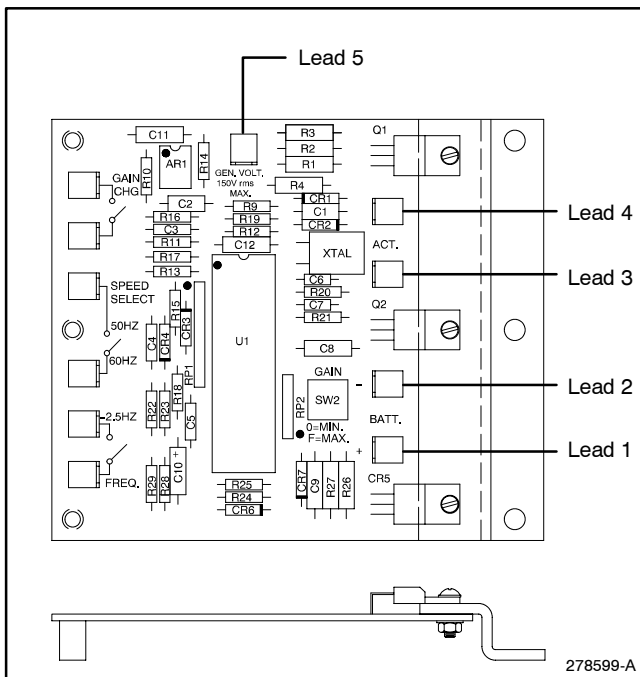 Lead 5
C11
R10
AR1
R14
GEN. VOLT.
150V rms
MAX.
R3
R2
R1
R4
Q1
GAIN
CHG
C2
R16
C3
R11
R17
R13
R9
R19
R12
C12
CR1
C1
CR2
XTAL
C6
R20
C7
R21
Lead 4
ACT.
Lead 3
SPEED
SELECT
50HZ
60HZ
R15
CR3
C4
CR4
RP1
U1
C8
Q2
GAIN
SW2
0=MIN.
F=MAX.
RP2
-
Lead 2
BATT.
+
Lead 1
-2.5HZ
FREQ.
R22
R23
R18
C5
R29
R28
C10
+
R25
R24
CR6
CR7
C9
R27
R26
CR5
278599-A